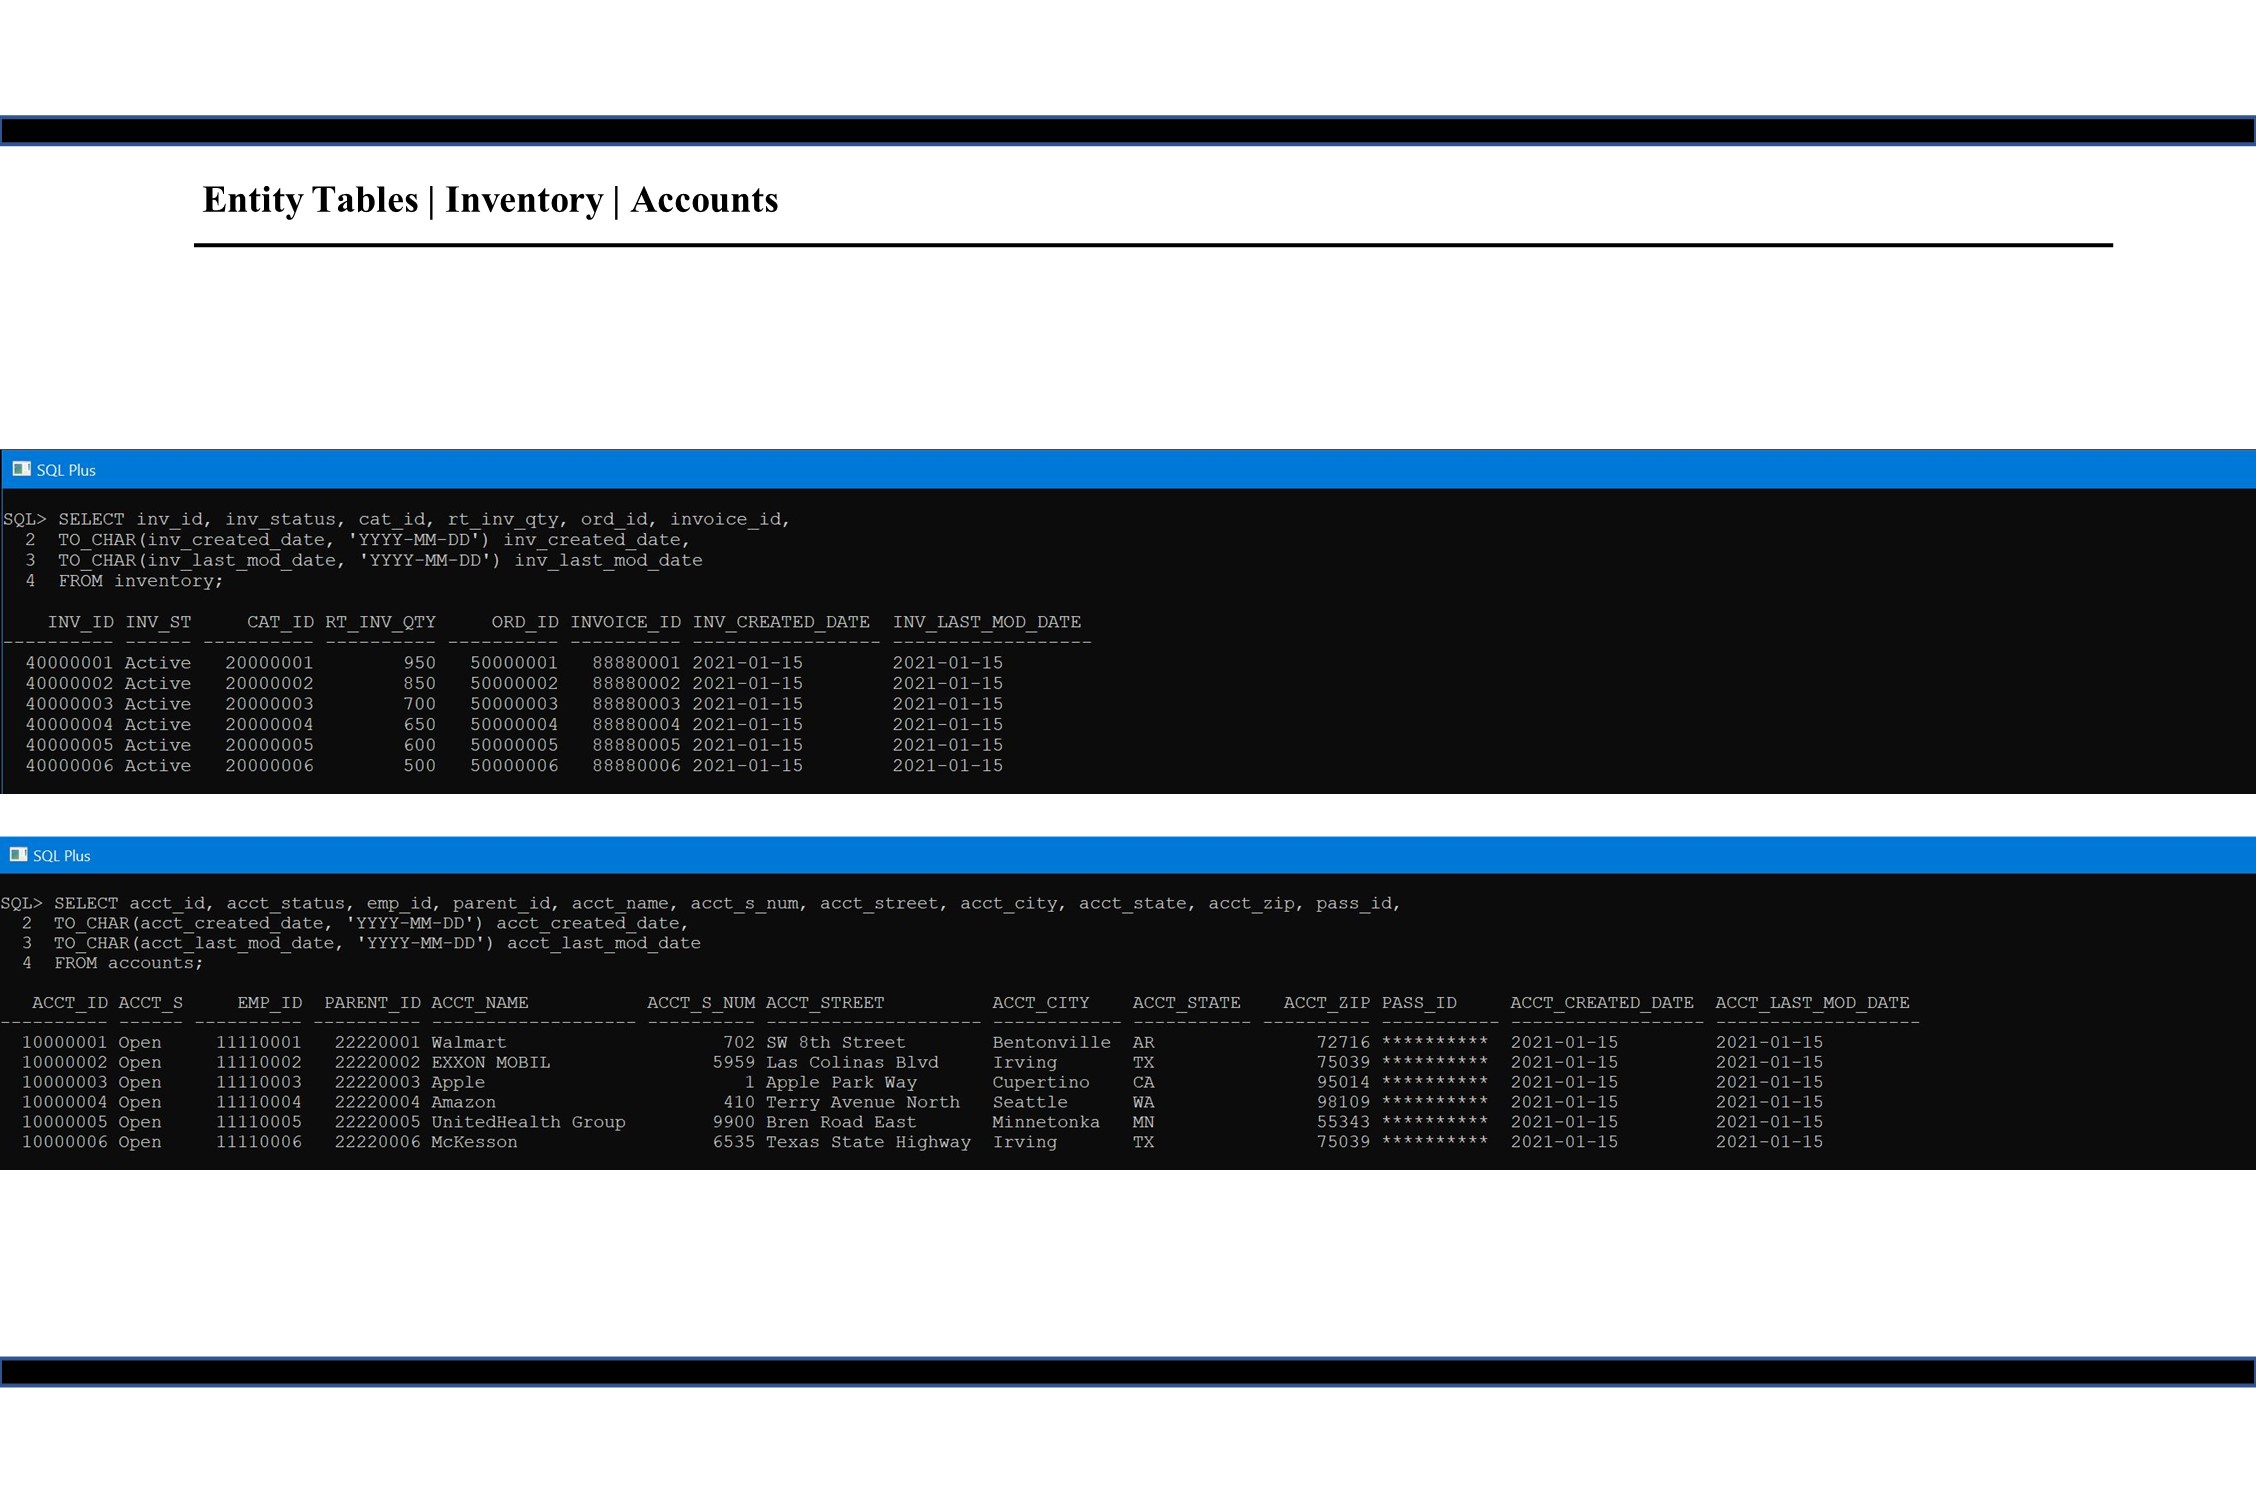 Entity Tables | Inventory | Accounts
SQL Plus
SQL> SELECT inv_id, inv_status, cat_id, rt_inv_qty, ord_id, invoice_id,
2 TO_CHAR(inv_created_date, 'YYYY-MM-DD') inv_created_date,
3 TO_CHAR(inv_last_mod_date, 'YYYY-MM-DD') inv_last_mod_date
4 FROM inventory;
INV_ID INV_ST CAT_ID RT_INV_QTY ORD_ID INVOICE_ID INV_CREATED_DATE INV_LAST_MOD_DATE
---------- ------ ---------- ---------- ---------- ---------- ----------------- ------------------
40000001 Active 20000001 950 50000001 88880001 2021-01-15 2021-01-15
40000002 Active 20000002 850 50000002 88880002 2021-01-15 2021-01-15
40000003 Active 20000003 700 50000003 88880003 2021-01-15 2021-01-15
40000004 Active 20000004 650 50000004 88880004 2021-01-15 2021-01-15
40000005 Active 20000005 600 50000005 88880005 2021-01-15 2021-01-15
40000006 Active 20000006 500 50000006 88880006 2021-01-15 2021-01-15
SQL Plus
SQL> SELECT acct_id, acct_status, emp_id, parent_id, acct_name, acct_s_num, acct_street, acct_city, acct_state, acct_zip, pass_id,
2 TO_CHAR(acct_created_date, 'YYYY-MM-DD') acct_created_date,
3 TO_CHAR(acct_last_mod_date, 'YYYY-MM-DD') acct_last_mod_date
4 FROM accounts;
ACCT_ID ACCT_S EMP_ID PARENT_ID ACCT_NAME ACCT_S_NUM ACCT_STREET ACCT_CITY ACCT_STATE ACCT_ZIP PASS_ID ACCT_CREATED_DATE ACCT_LAST_MOD_DATE
---------- ------ ---------- ---------- ------------------- ---------- -------------------- ------------ ----------- ---------- ----------- ------------------ -------------------
10000001 Open 11110001 22220001 Walmart 702 SW 8th Street Bentonville AR 72716 ********** 2021-01-15 2021-01-15
10000002 Open 11110002 22220002 EXXON MOBIL 5959 Las Colinas Blvd Irving TX 75039 ********** 2021-01-15 2021-01-15
10000003 Open 11110003 22220003 Apple 1 Apple Park Way Cupertino CA 95014 ********** 2021-01-15 2021-01-15
10000004 Open 11110004 22220004 Amazon 410 Terry Avenue North Seattle WA 98109 ********** 2021-01-15 2021-01-15
10000005 Open 11110005 22220005 UnitedHealth Group 9900 Bren Road East Minnetonka MN 55343 ********** 2021-01-15 2021-01-15
10000006 Open 11110006 22220006 McKesson 6535 Texas State Highway Irving TX 75039 ********** 2021-01-15 2021-01-15